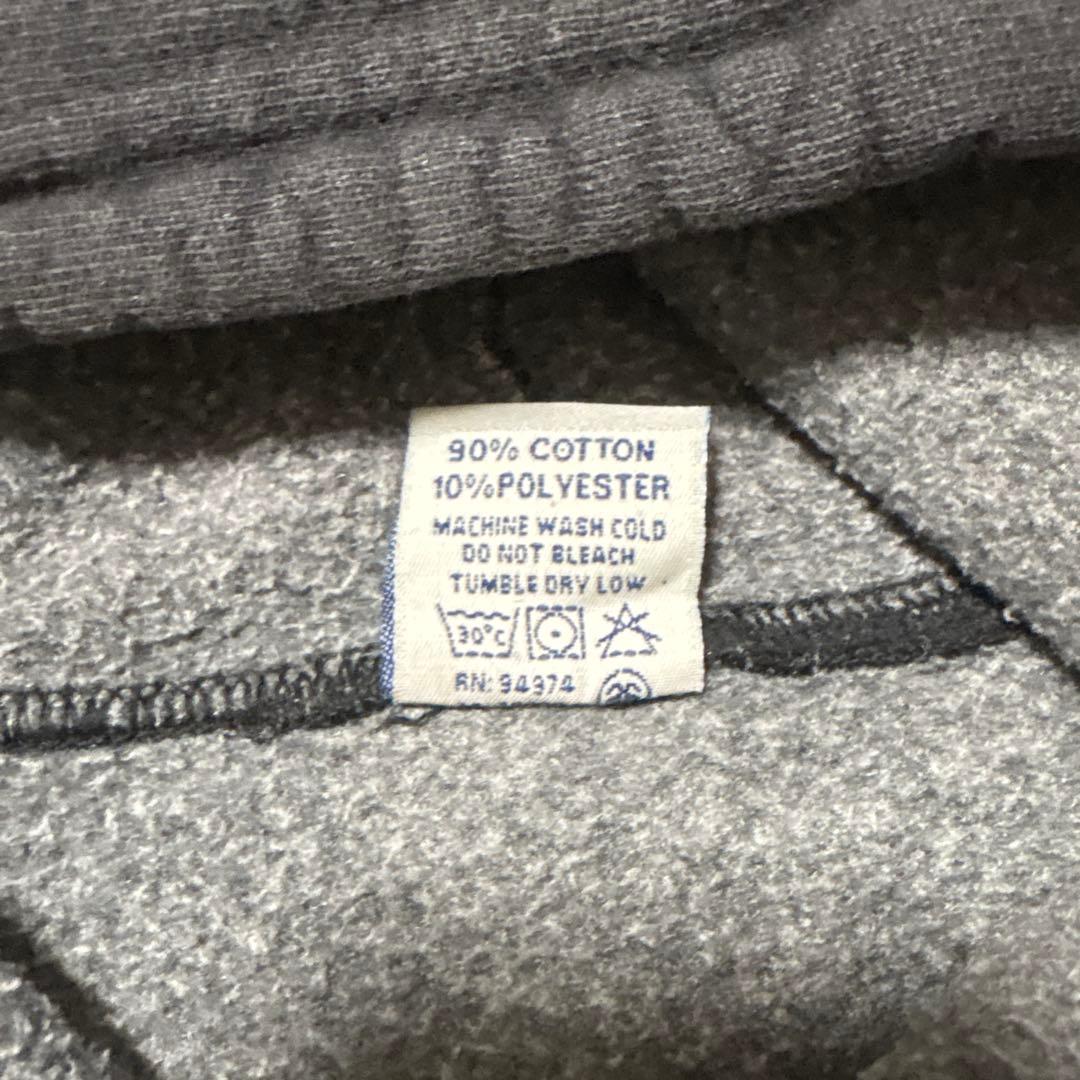 90% COTTON
10%POLYESTER
MACHINE WASH COLD
DO NOT BLEACH
TUMBLE DRY LOW
30°C
RN: 94974